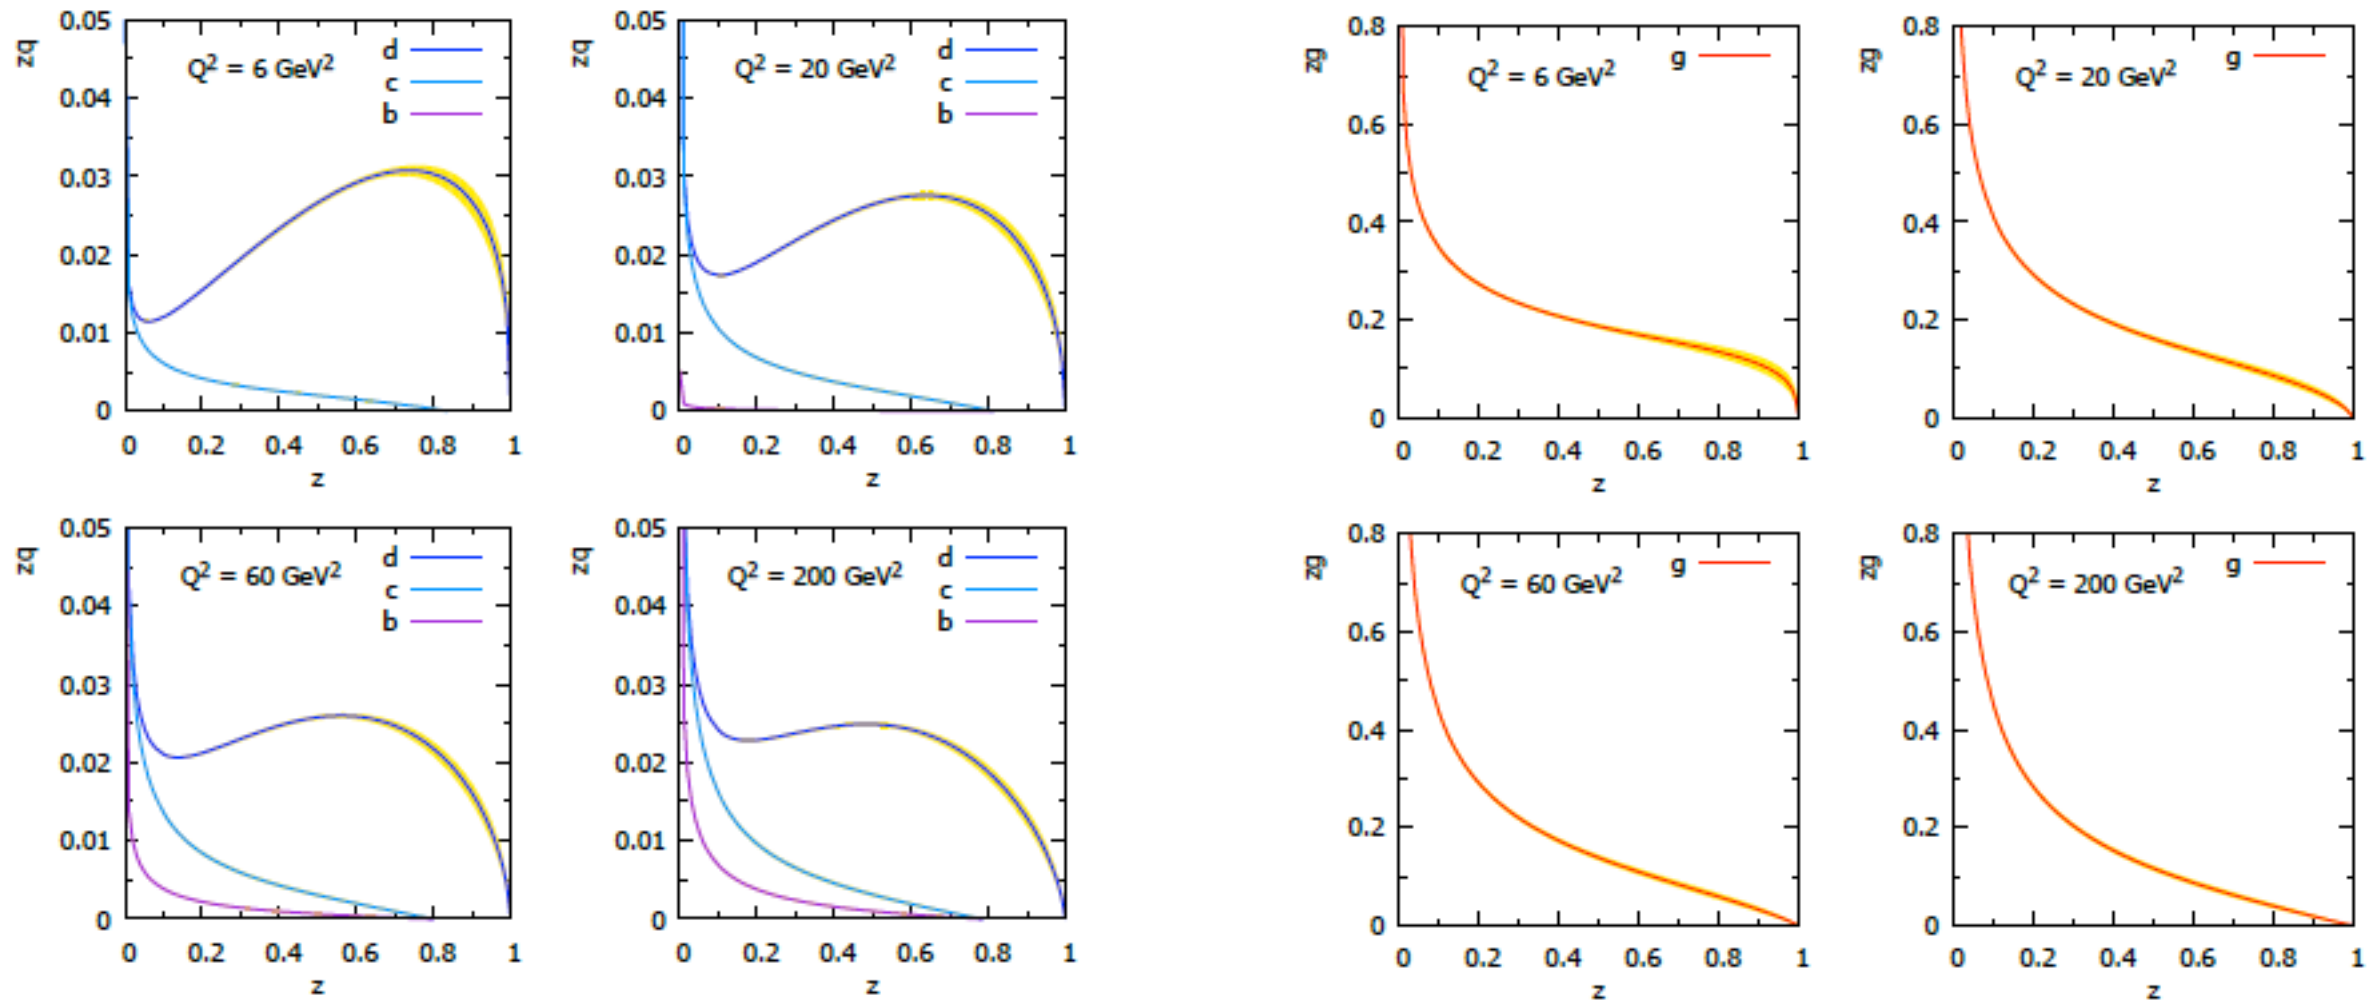 0.05
zq
Q² = 6 GeV²
d
c
b
0.04
0.03
0.02
0.01
0
0 0.2 0.4 0.6 0.8 1
z
0.05
zq
Q² = 20 GeV²
d
c
b
0.04
0.03
0.02
0.01
0
0 0.2 0.4 0.6 0.8 1
z
0.8
zg
Q² = 6 GeV²
g
0.6
0.4
0.2
0
0 0.2 0.4 0.6 0.8 1
z
0.8
zg
Q² = 20 GeV²
g
0.6
0.4
0.2
0
0 0.2 0.4 0.6 0.8 1
z
0.05
zq
Q² = 60 GeV²
d
c
b
0.04
0.03
0.02
0.01
0
0 0.2 0.4 0.6 0.8 1
z
0.05
zq
Q² = 200 GeV²
d
c
b
0.04
0.03
0.02
0.01
0
0 0.2 0.4 0.6 0.8 1
z
0.8
zg
Q² = 60 GeV²
g
0.6
0.4
0.2
0
0 0.2 0.4 0.6 0.8 1
z
0.8
zg
Q² = 200 GeV²
g
0.6
0.4
0.2
0
0 0.2 0.4 0.6 0.8 1
z